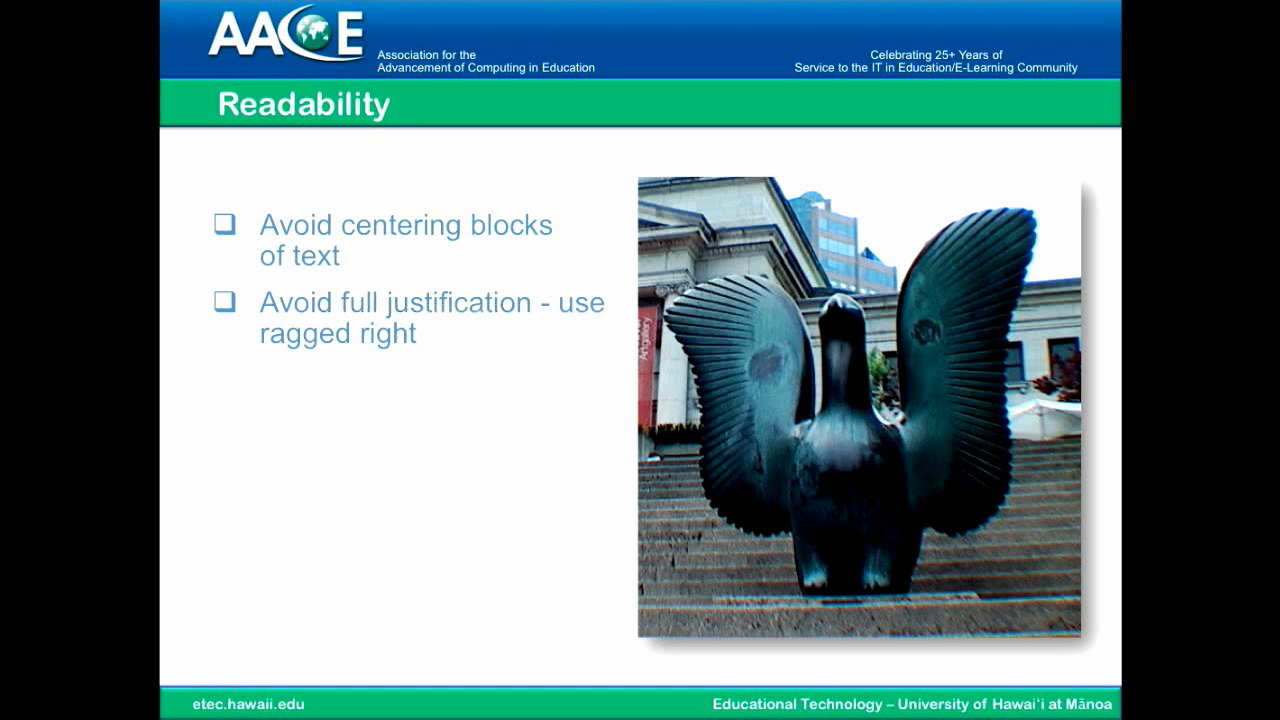 AACE
Association for the
Advancement of Computing in Education
Celebrating 25+ Years of
Service to the IT in Education/E-Learning Community
Readability
❑ Avoid centering blocks
of text
❑ Avoid full justification - use
ragged right
Artgallery
etec.hawaii.edu
Educational Technology – University of Hawaiʻi at Mānoa